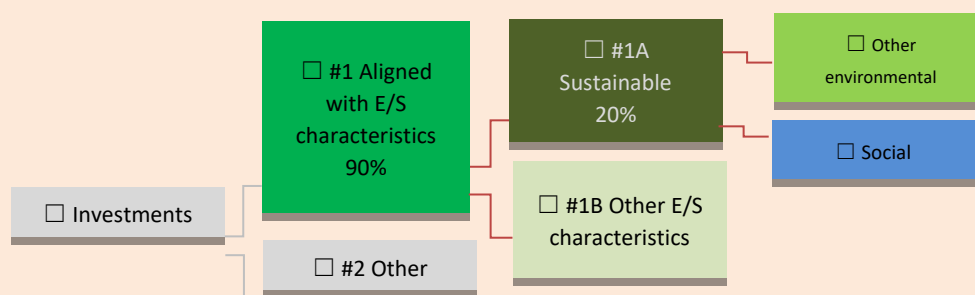 ☐ Investments
☐ #1 Aligned
with E/S
characteristics
90%
☐ #2 Other
☐ #1A
Sustainable
20%
☐ #1B Other E/S
characteristics
☐ Other
environmental
☐ Social